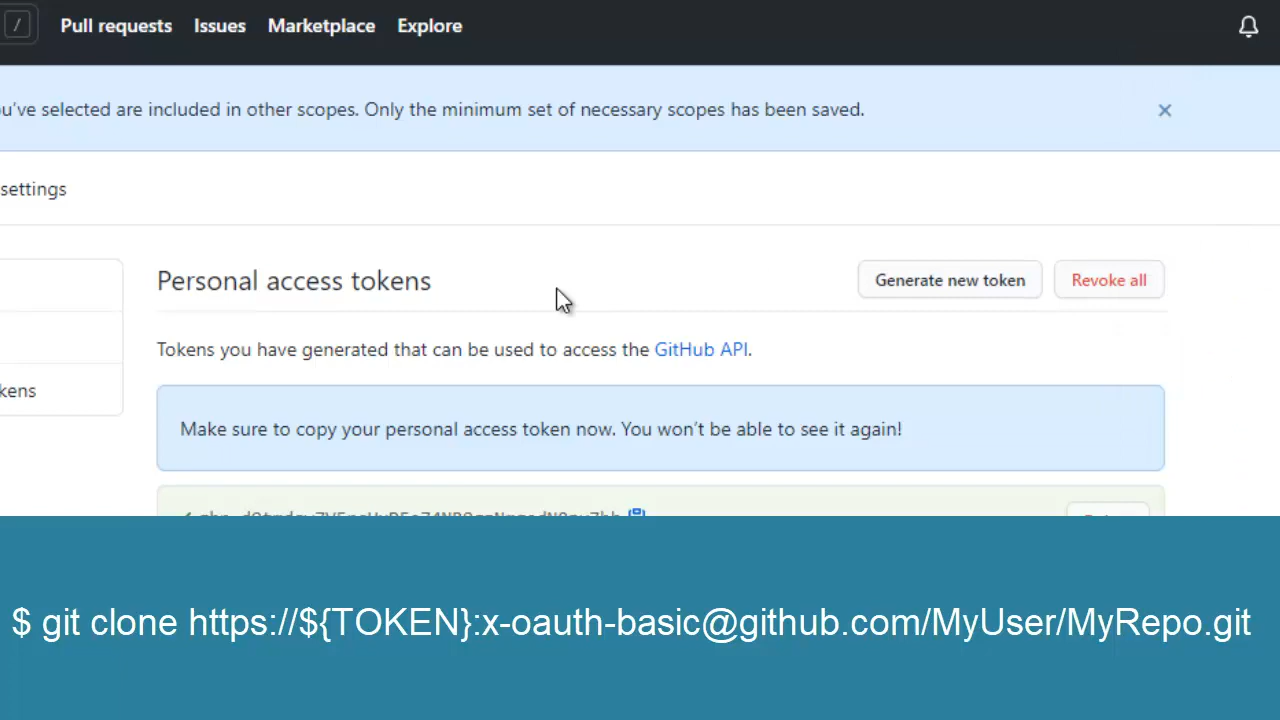 / Pull requests Issues Marketplace Explore
u've selected are included in other scopes. Only the minimum set of necessary scopes has been saved.
settings
Personal access tokens Generate new token Revoke all
Tokens you have generated that can be used to access the GitHub API.
kens
Make sure to copy your personal access token now. You won't be able to see it again!
$ git clone https://${TOKEN}:x-oauth-basic@github.com/MyUser/MyRepo.git